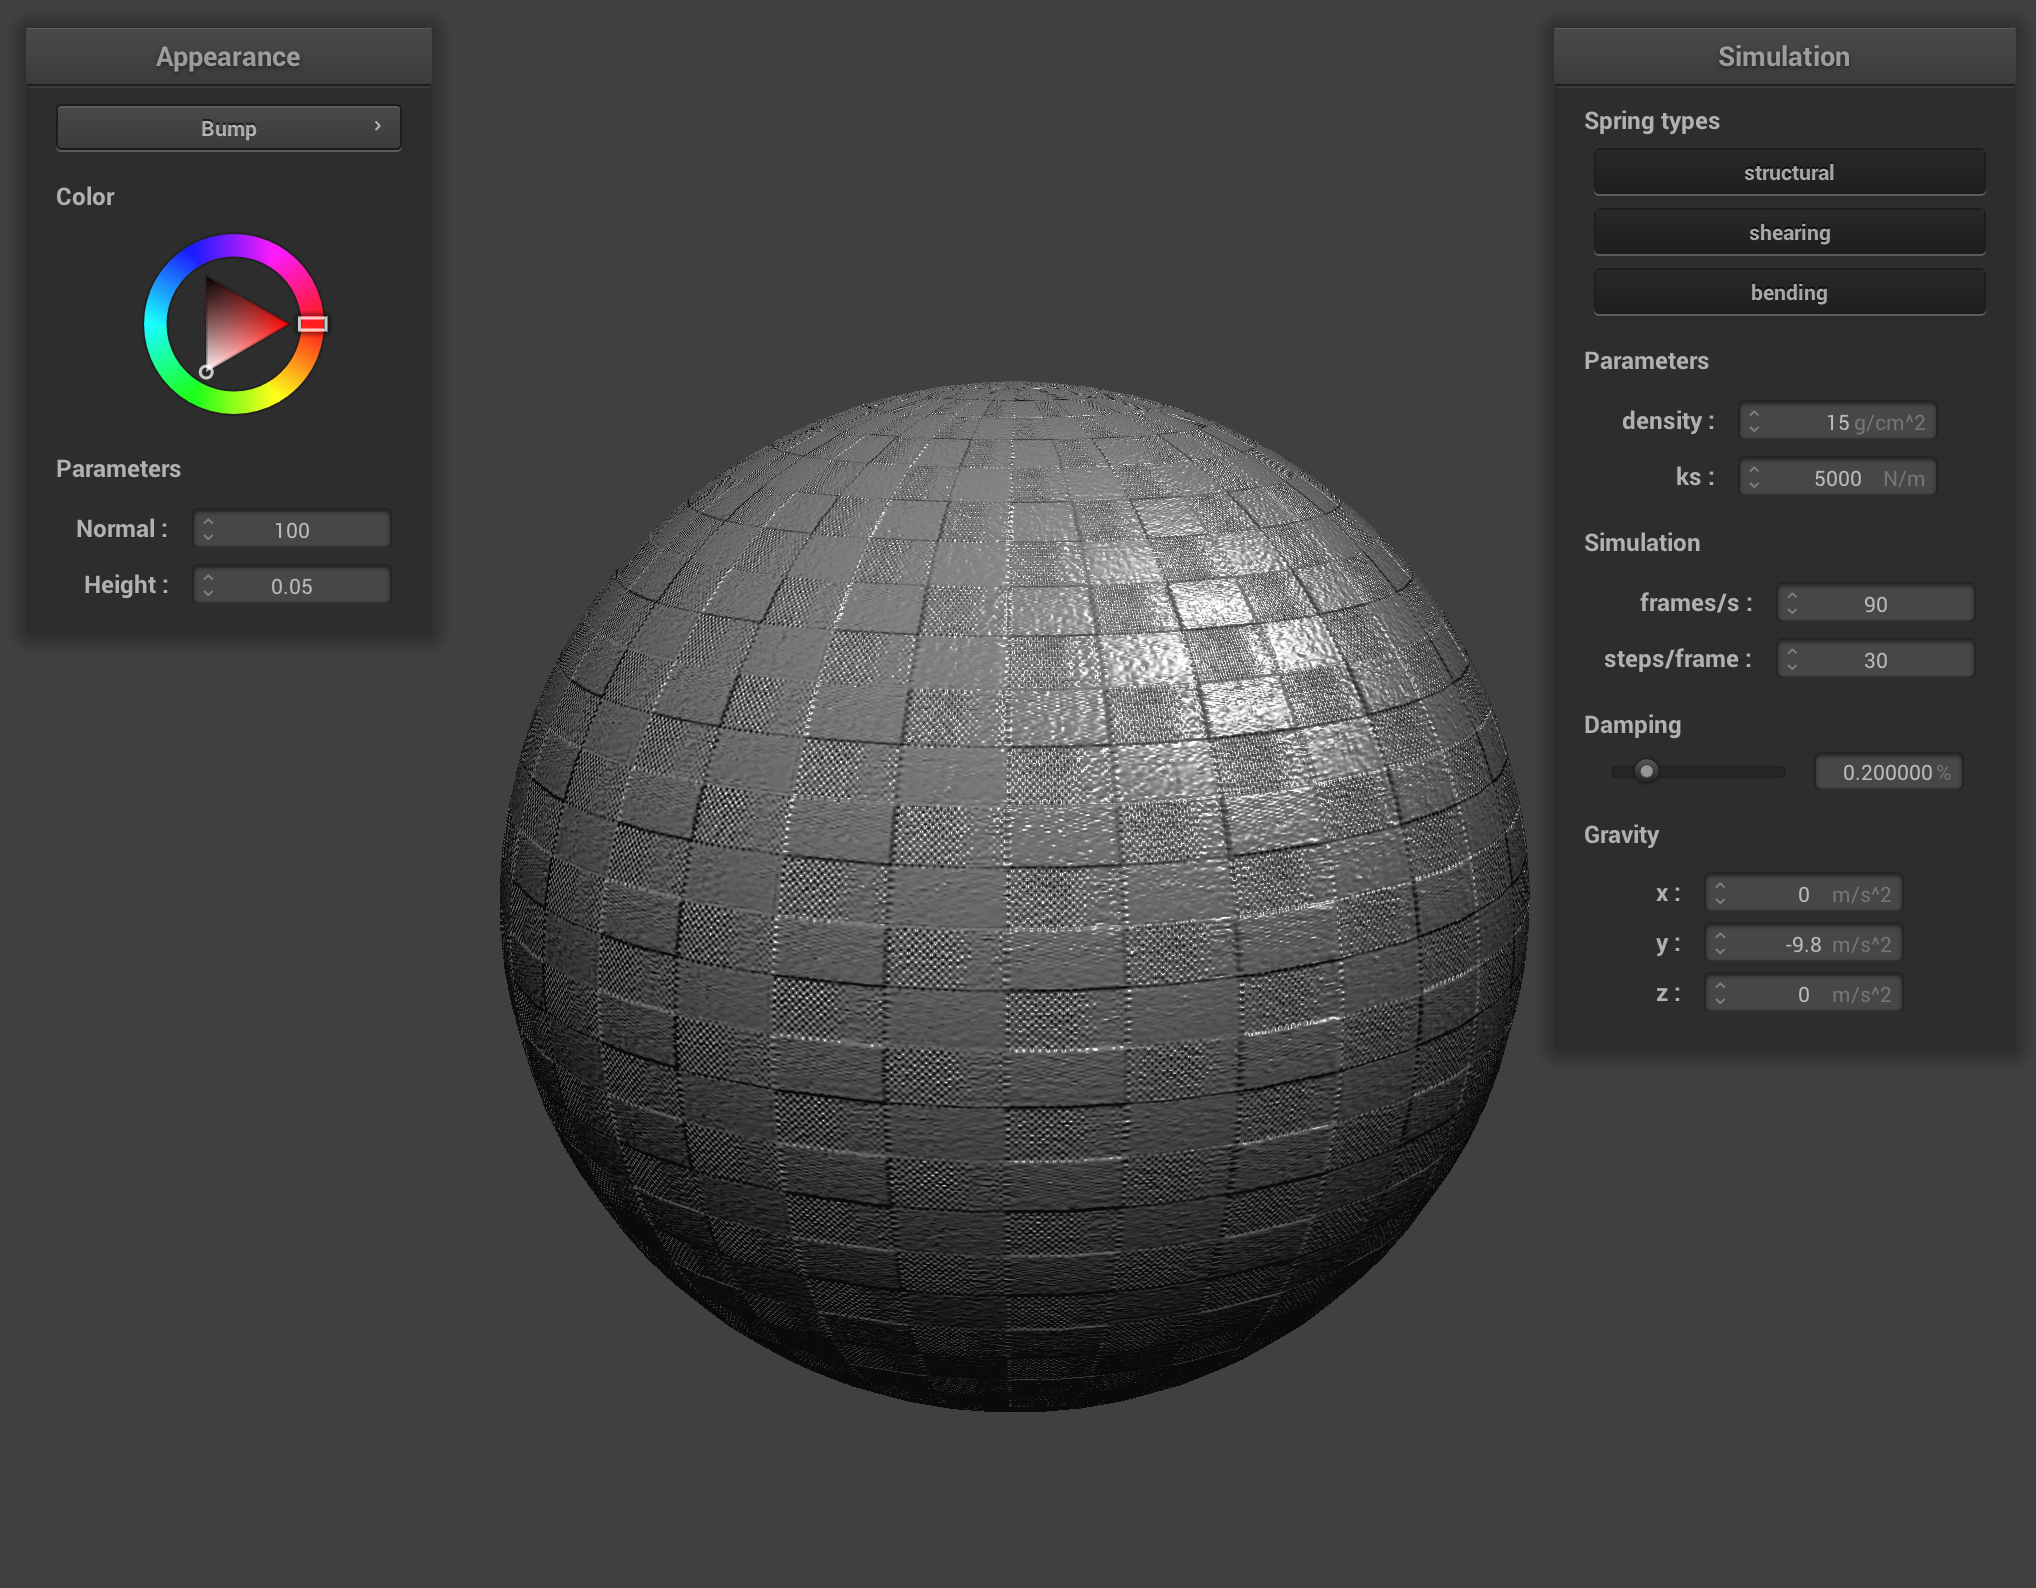 Appearance
Bump
Color
Parameters
Normal : 100
Height : 0.05
Simulation
Spring types
structural
shearing
bending
Parameters
density : 15 g/cm^2
ks : 5000 N/m
Simulation
frames/s : 90
steps/frame : 30
Damping
0.200000 %
Gravity
x : 0 m/s^2
y : -9.8 m/s^2
z : 0 m/s^2